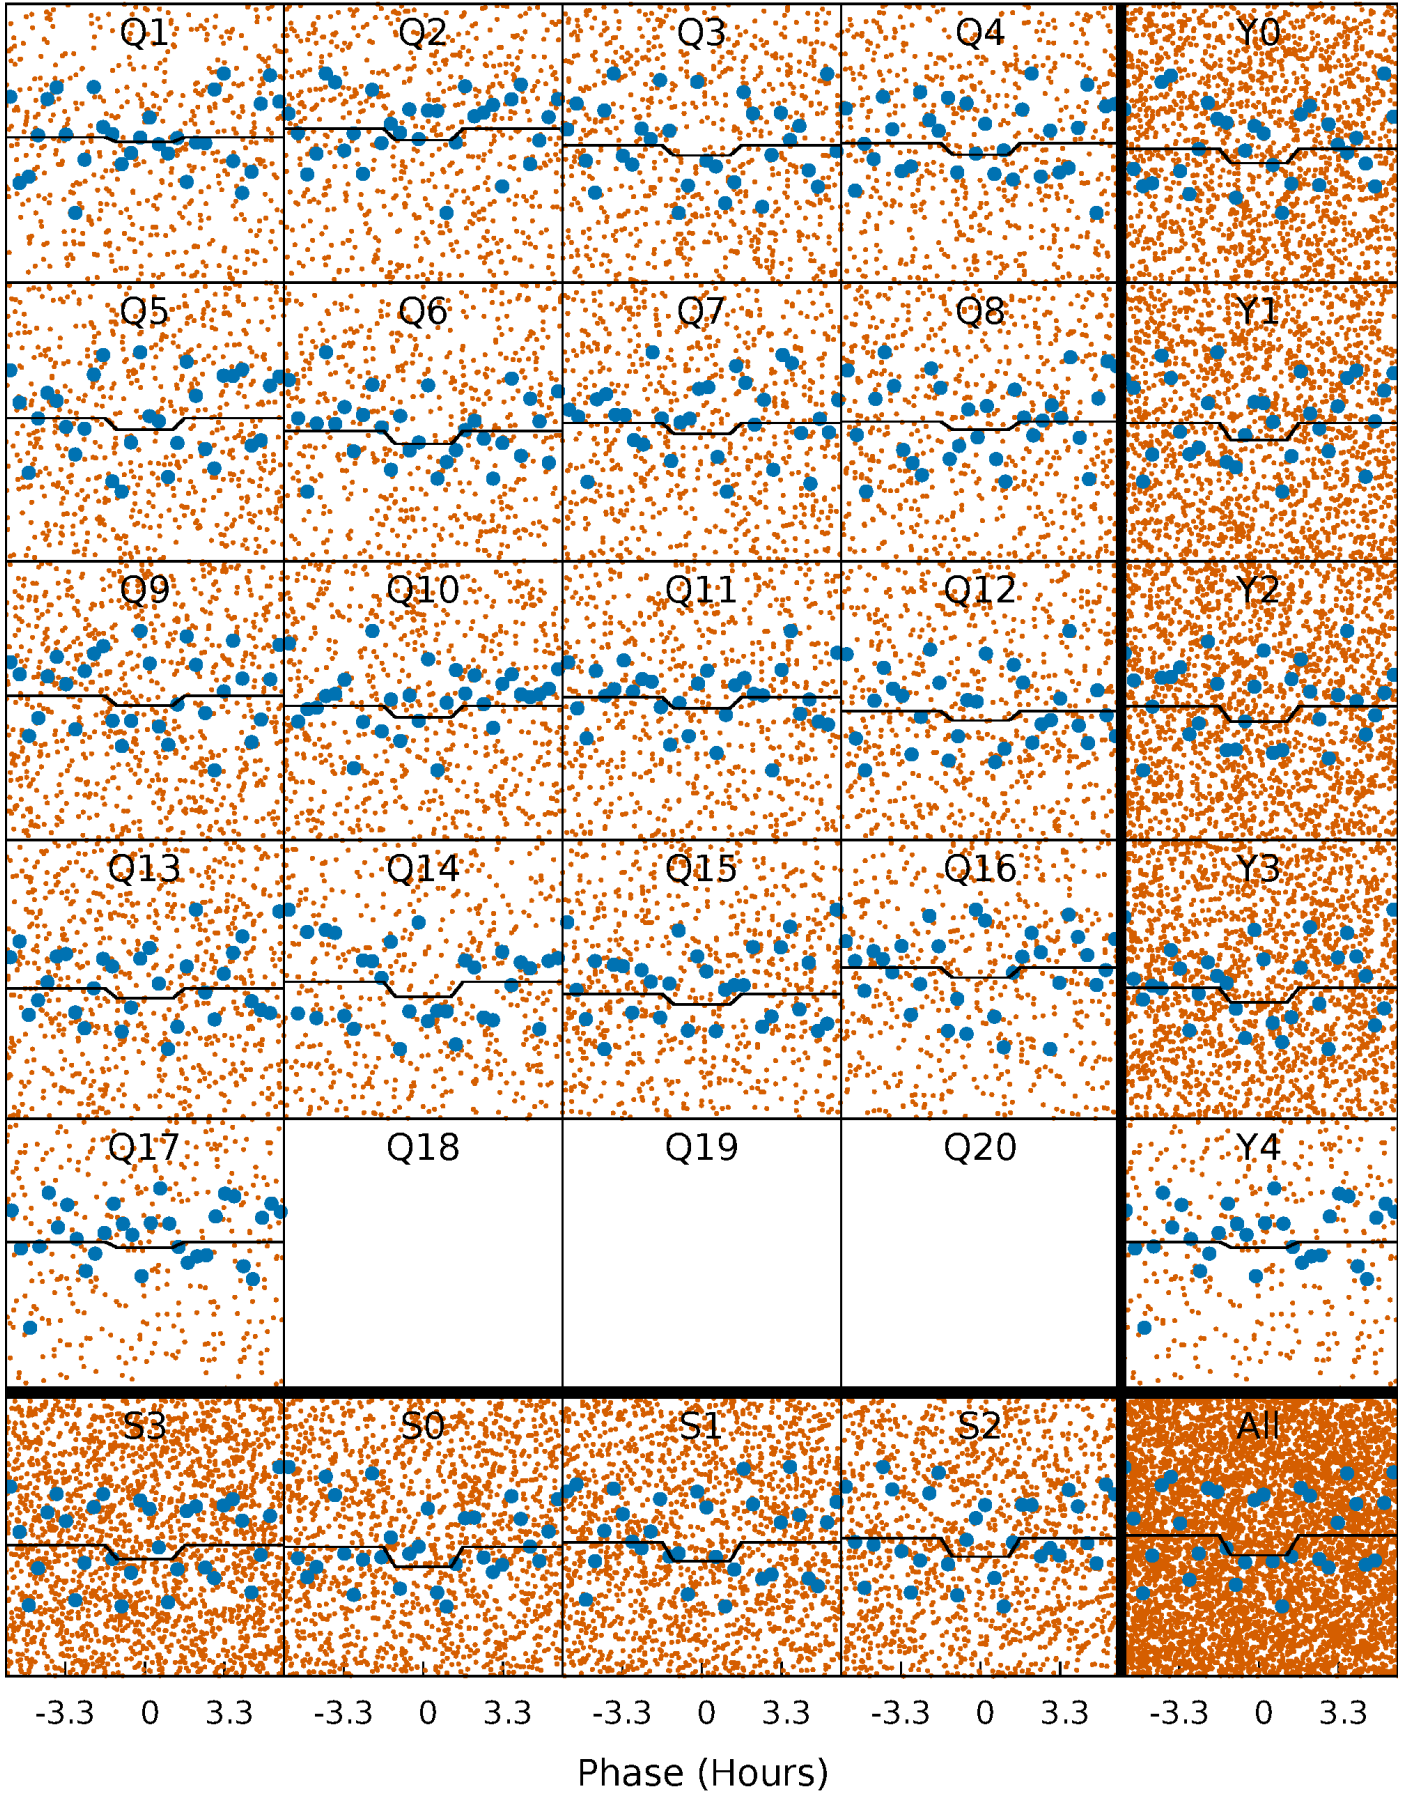 Q1 Q2 Q3 Q4 Y0
Q5 Q6 Q7 Q8 Y1
Q9 Q10 Q11 Q12 Y2
Q13 Q14 Q15 Q16 Y3
Q17 Q18 Q19 Q20 Y4
S3 S0 S1 S2 All
-3.3 0 3.3 -3.3 0 3.3 -3.3 0 3.3 -3.3 0 3.3 -3.3 0 3.3
Phase (Hours)